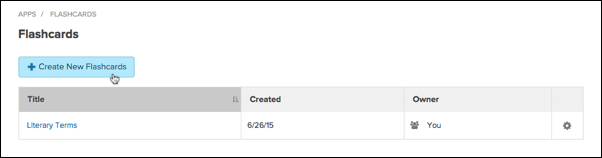 APPS / FLASHCARDS
Flashcards
+ Create New Flashcards
Title Created Owner
Literary Terms 6/26/15 You